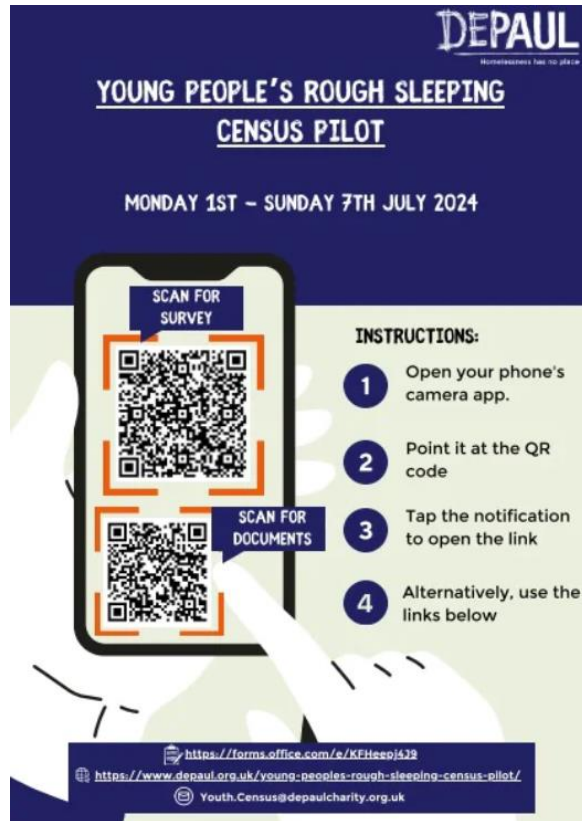 DEPAUL
Homelessness has no place
YOUNG PEOPLE'S ROUGH SLEEPING
CENSUS PILOT
MONDAY 1ST – SUNDAY 7TH JULY 2024
SCAN FOR
SURVEY
INSTRUCTIONS:
1 Open your phone's
camera app.
2 Point it at the QR
code
SCAN FOR
DOCUMENTS
3 Tap the notification
to open the link
4 Alternatively, use the
links below
https://forms.office.com/e/KFHeepj4J9
https://www.depaul.org.uk/young-peoples-rough-sleeping-census-pilot/
Youth.Census@depaulcharity.org.uk